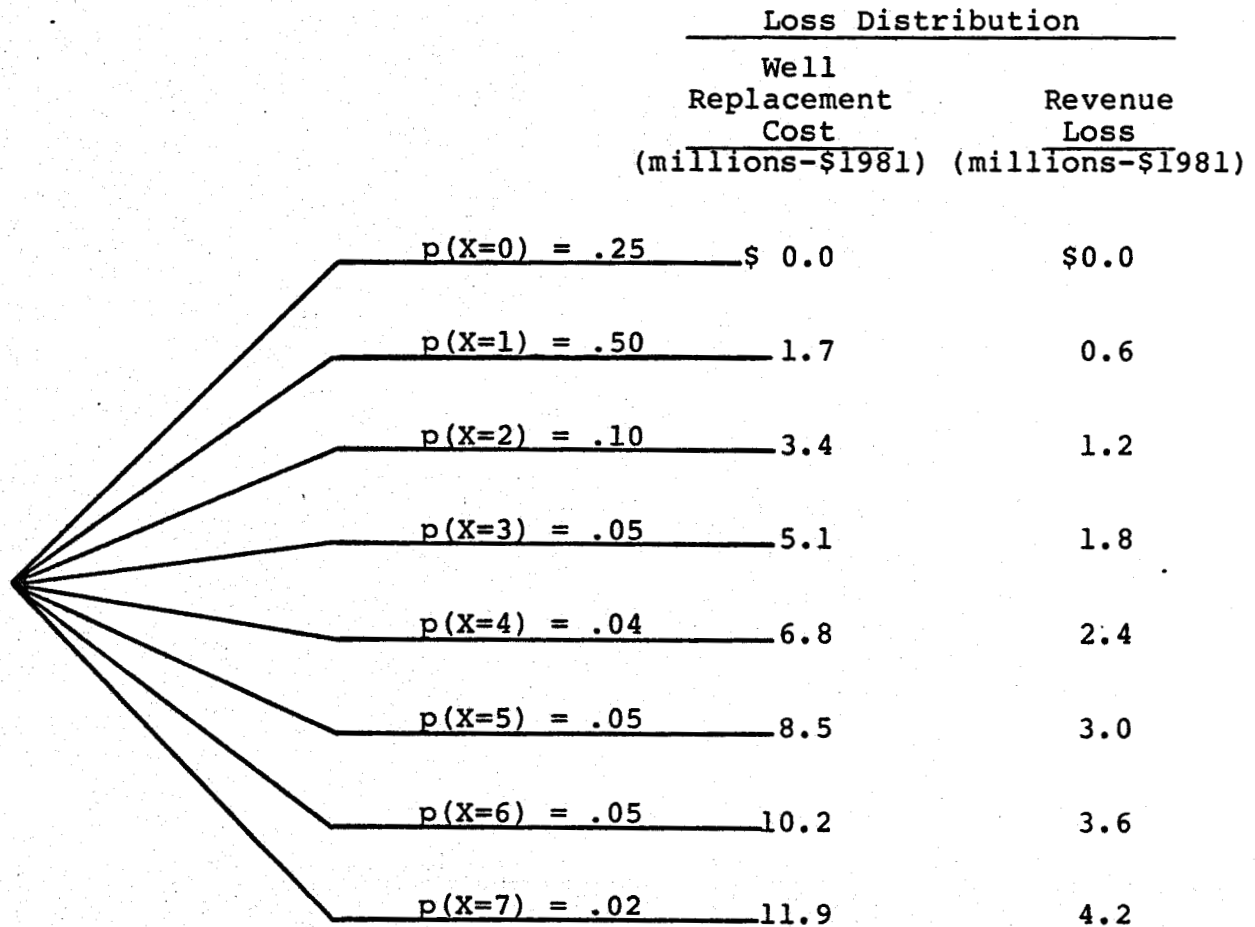 Loss Distribution
Well
Replacement Revenue
Cost Loss
(millions-$1981) (millions-$1981)
p(X=0) = .25 $ 0.0 $0.0
p(X=1) = .50 1.7 0.6
p(X=2) = .10 3.4 1.2
p(X=3) = .05 5.1 1.8
p(X=4) = .04 6.8 2.4
p(X=5) = .05 8.5 3.0
p(X=6) = .05 10.2 3.6
p(X=7) = .02 11.9 4.2